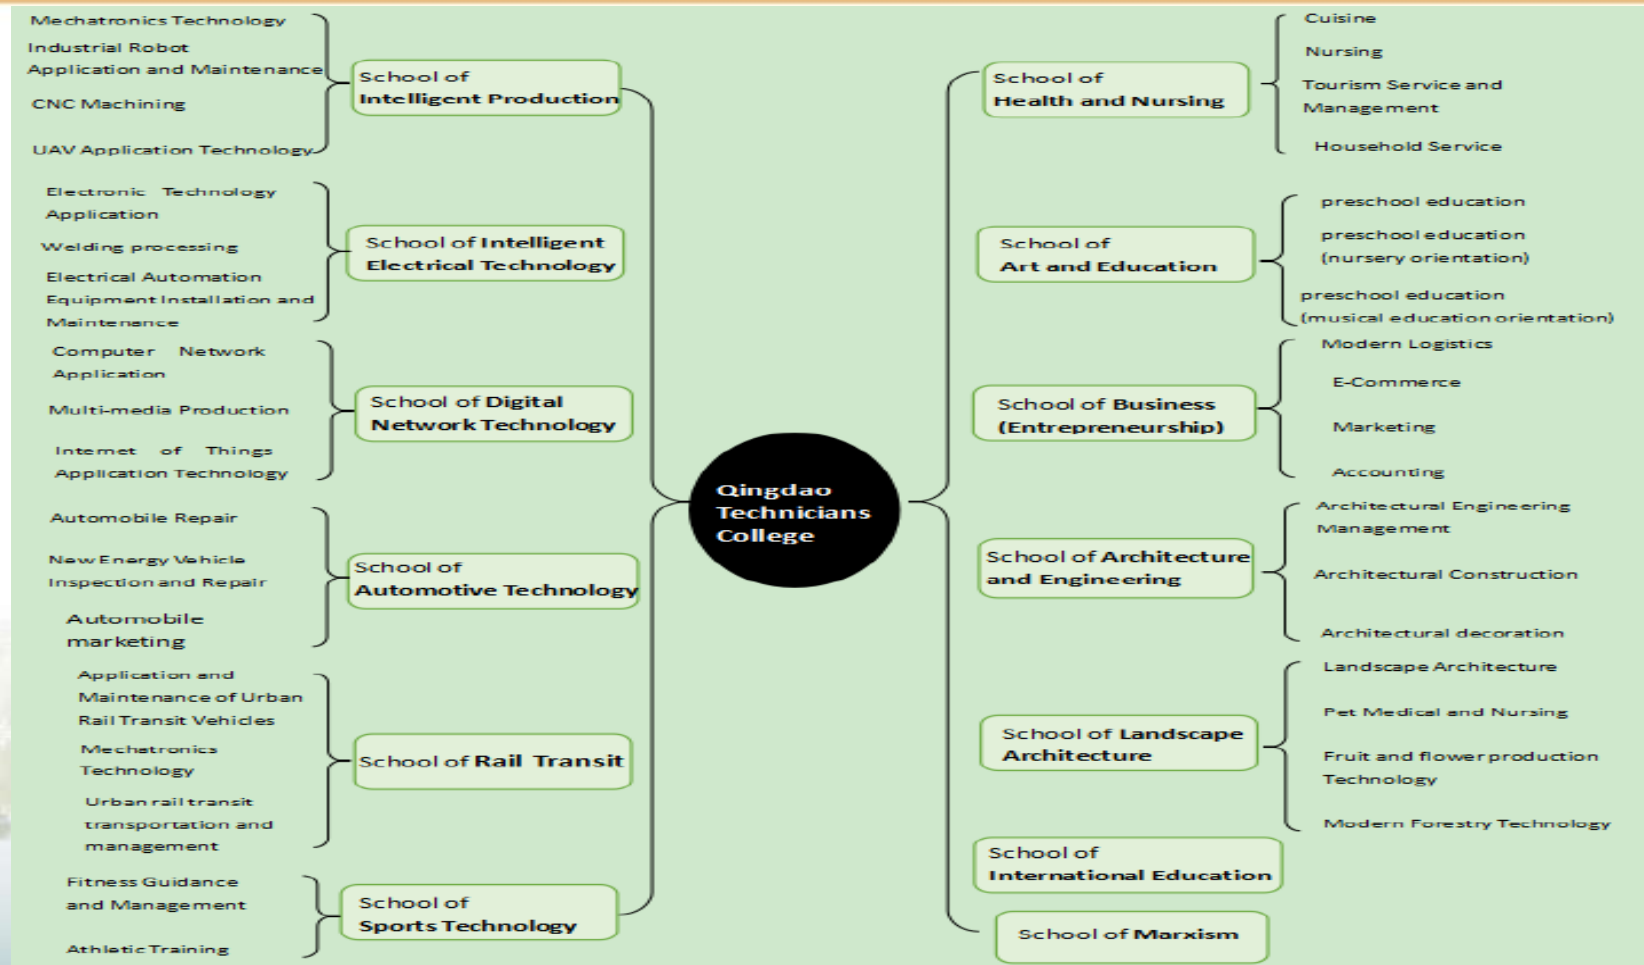 Mechatronics Technology
Industrial Robot
Application and Maintenance
CNC Machining
UAV Application Technology
School of
Intelligent Production
Electronic Technology
Application
Welding processing
Electrical Automation
Equipment Installation and
Maintenance
School of Intelligent
Electrical Technology
Computer Network
Application
Multi-media Production
Internet of Things
Application Technology
School of Digital
Network Technology
Automobile Repair
New Energy Vehicle
Inspection and Repair
Automobile
marketing
School of
Automotive Technology
Application and
Maintenance of Urban
Rail Transit Vehicles
Mechatronics
Technology
Urban rail transit
transportation and
management
School of Rail Transit
Fitness Guidance
and Management
Athletic Training
School of
Sports Technology
Qingdao
Technicians
College
School of
Health and Nursing
Cuisine
Nursing
Tourism Service and
Management
Household Service
School of
Art and Education
preschool education
preschool education
(nursery orientation)
preschool education
(musical education orientation)
School of Business
(Entrepreneurship)
Modern Logistics
E-Commerce
Marketing
Accounting
School of Architecture
and Engineering
Architectural Engineering
Management
Architectural Construction
Architectural decoration
School of Landscape
Architecture
Landscape Architecture
Pet Medical and Nursing
Fruit and flower production
Technology
Modern Forestry Technology
School of
International Education
School of Marxism